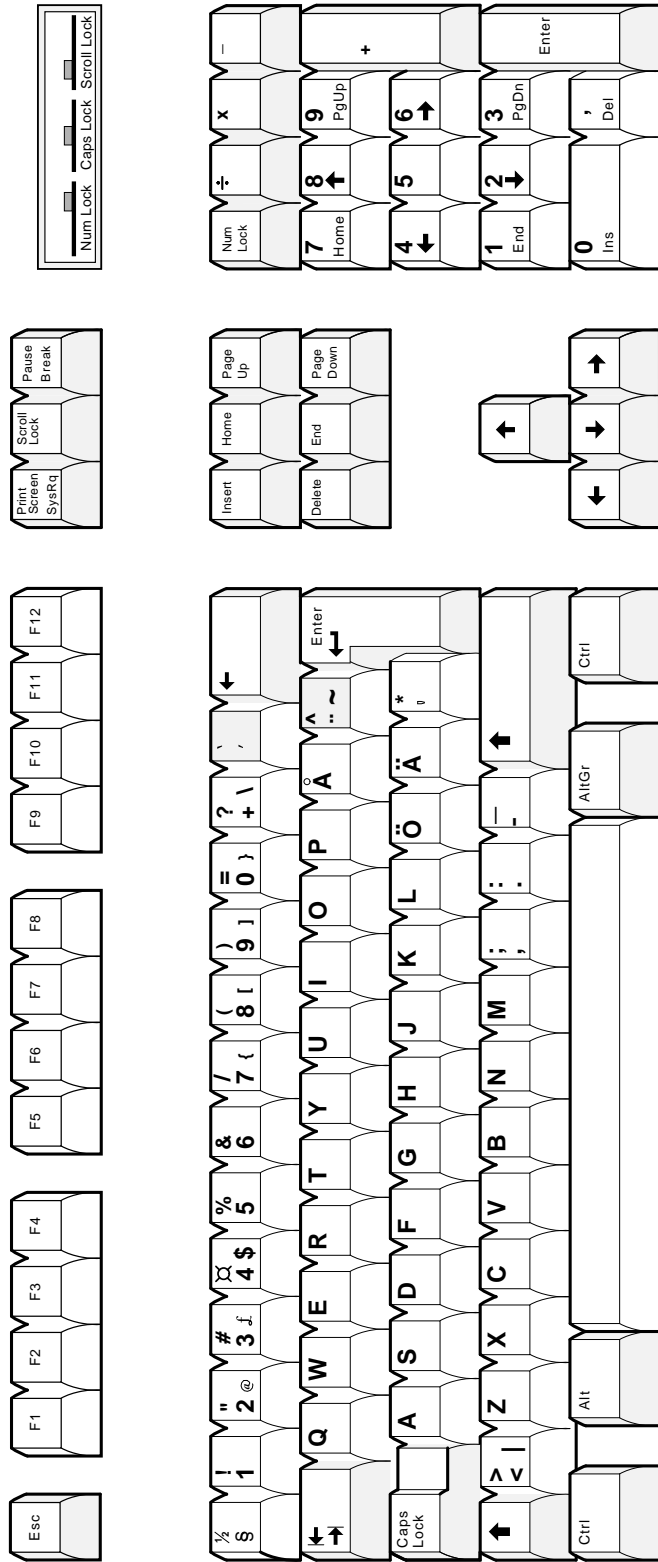 Esc F1 F2 F3 F4 F5 F6 F7 F8 F9 F10 F11 F12
Print Screen SysRq
Scroll Lock
Pause Break
Num Lock Caps Lock Scroll Lock
½ §
! 1
" 2 @
# 3 £
¤ 4 $
% 5
& 6
/ 7 {
( 8 [
) 9 ]
= 0 }
? + \
` ´
Insert Home Page Up
Num Lock ÷ x −
Q W E R T Y U I O P Å
^ ¨ ~
Enter
Delete End Page Down
7 Home
8
9 PgUp
+
Caps Lock A S D F G H J K L Ö Ä
* '
4 5 6
> < |
Z X C V B N M
; ,
: .
_ -
1 End
2
3 PgDn
Enter
Ctrl Alt AltGr Ctrl
0 Ins
, Del